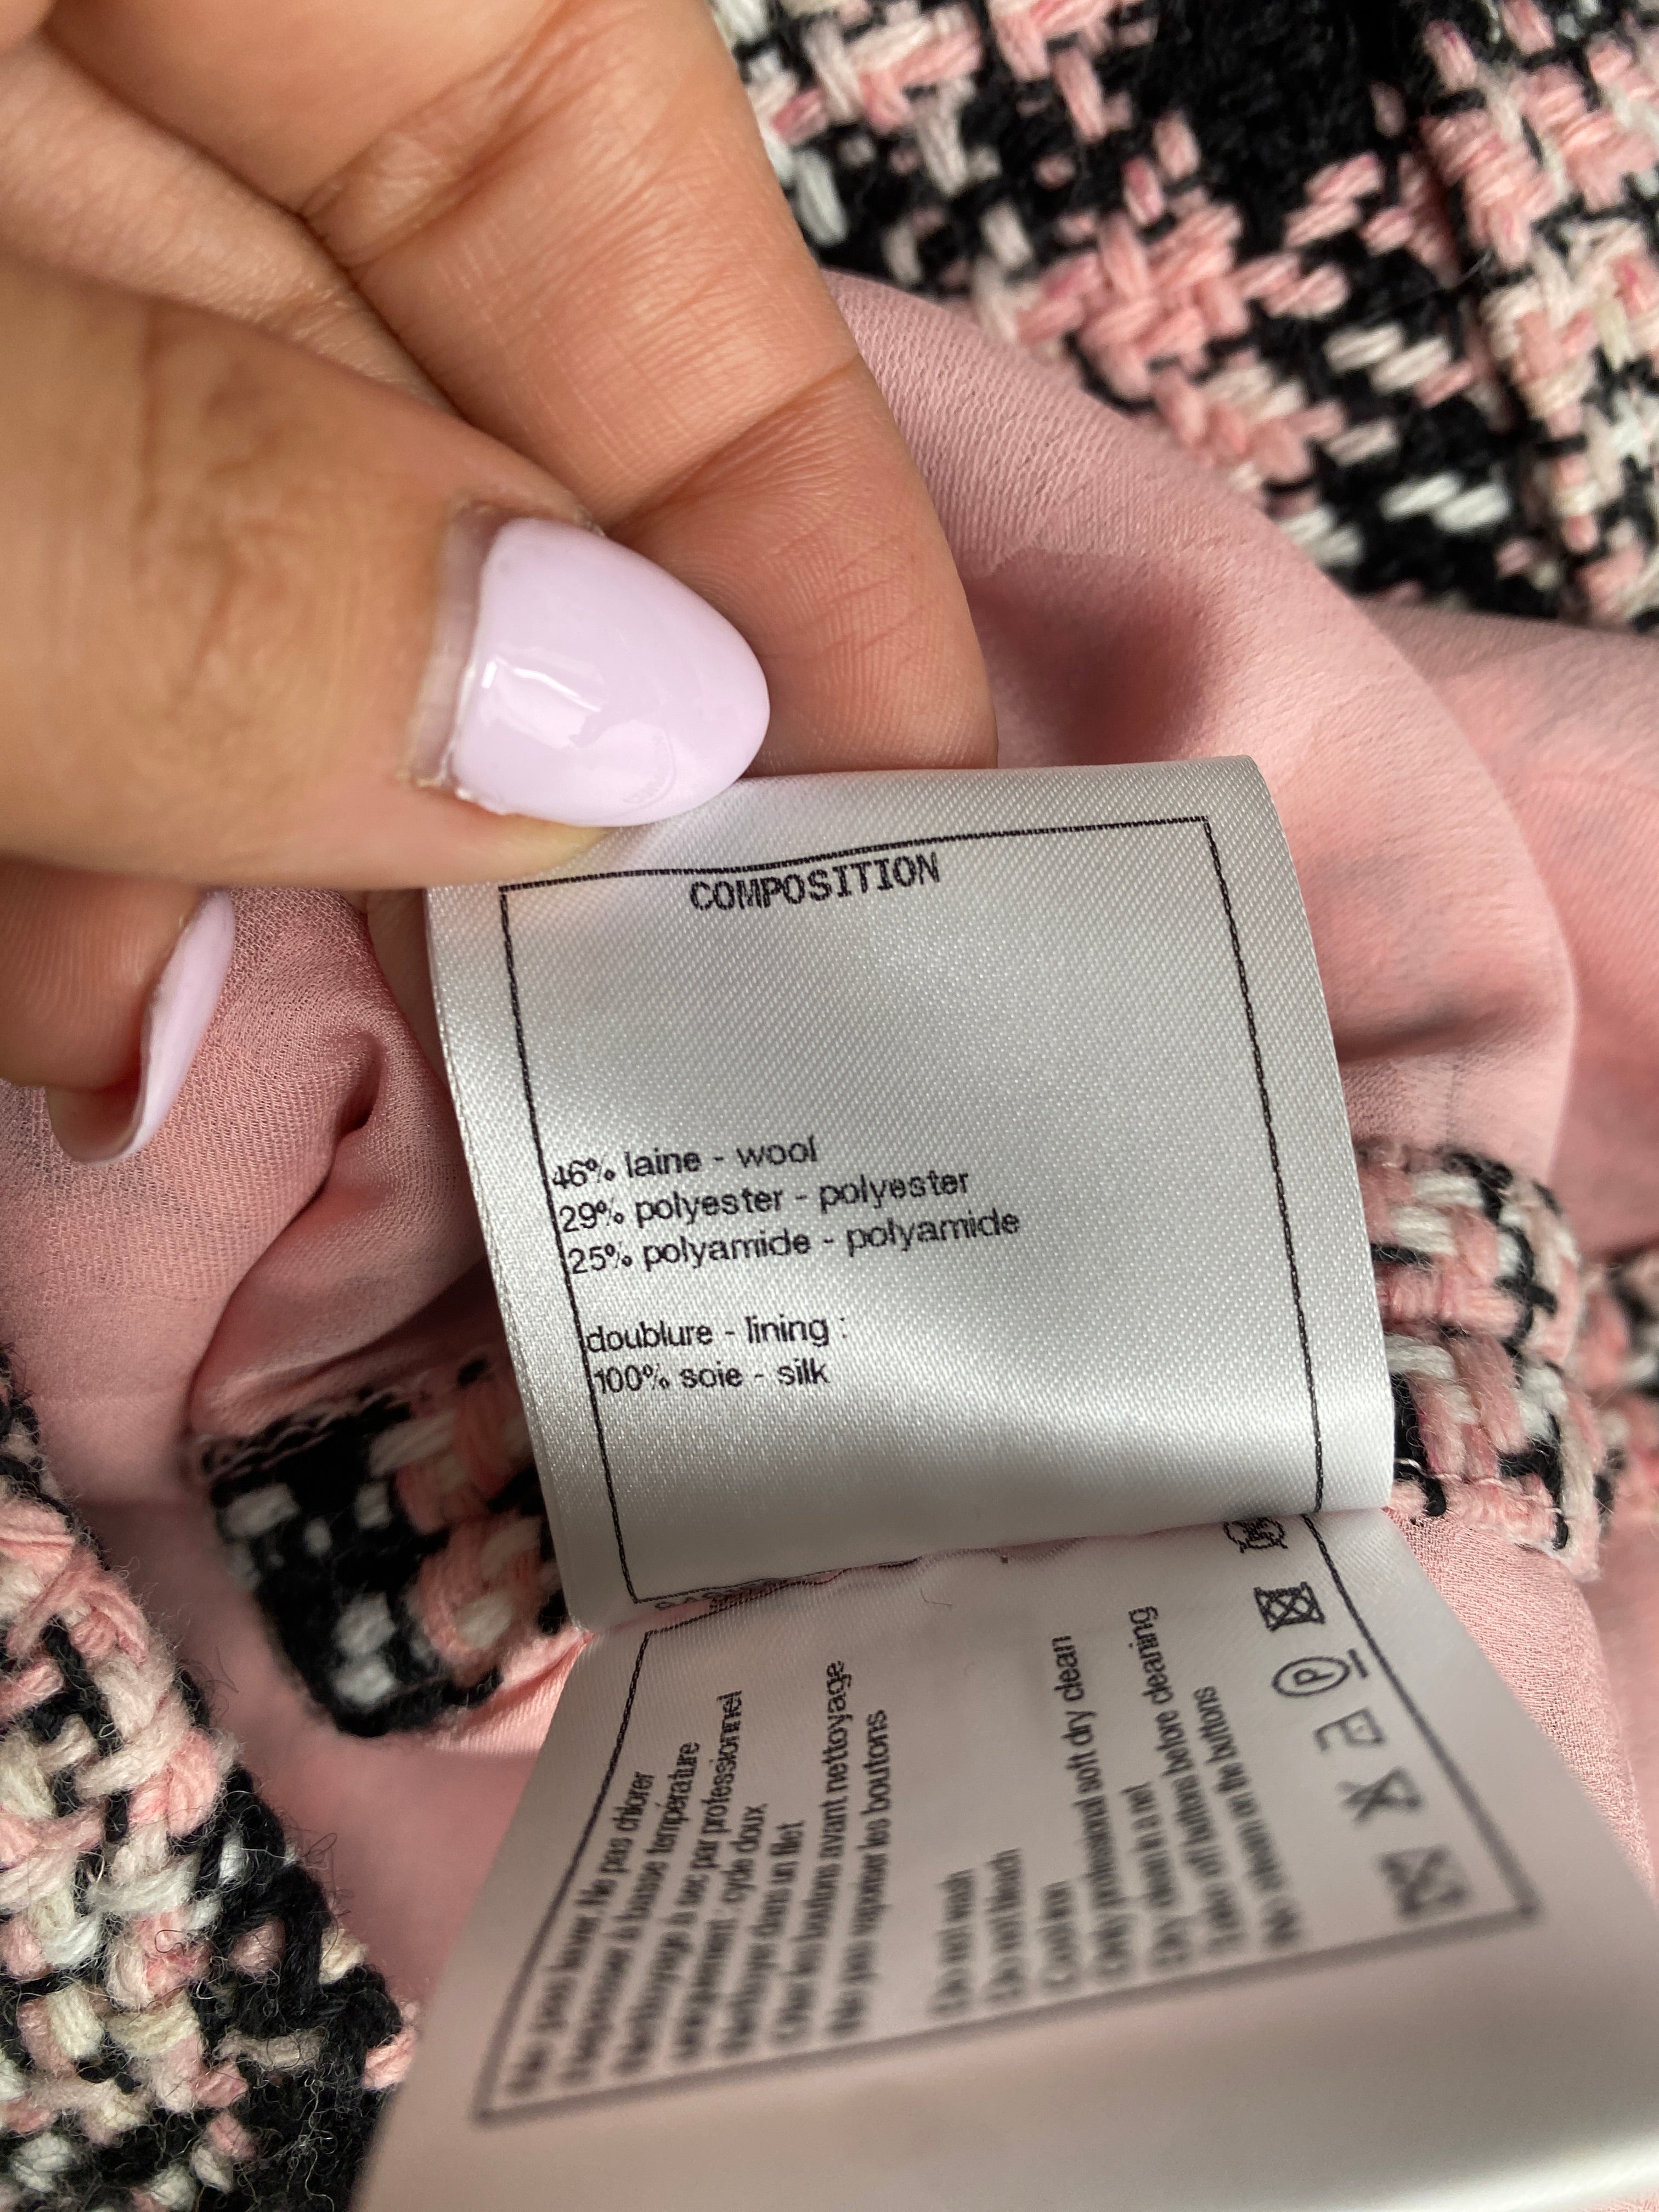 COMPOSITION
46% laine - wool
29% polyester - polyester
25% polyamide - polyamide
doublure - lining :
100% soie - silk
Ne pas laver. Ne pas chlorer
Repasser à basse température
Nettoyage à sec par professionnel
uniquement : cycle doux
Nettoyer dans un filet
Oter les boutons avant nettoyage
Ne pas vaporiser les boutons
Do not wash
Do not bleach
Cool iron
Only professional soft dry clean
Dry clean in a net
Take off buttons before cleaning
No steam on the buttons
P